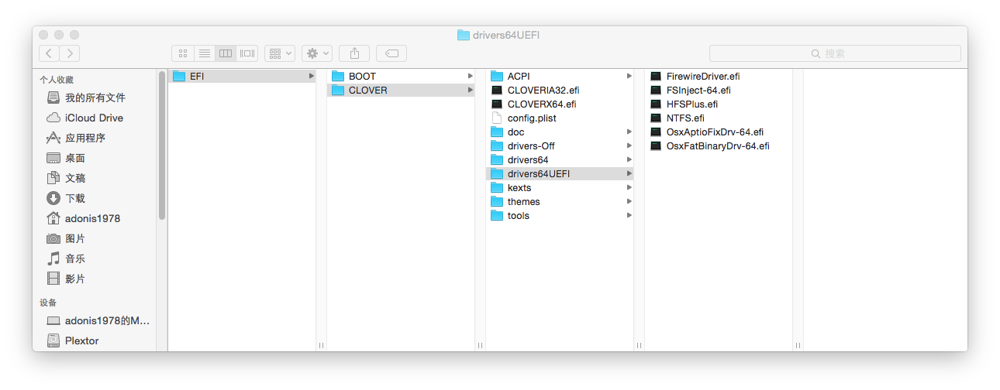 drivers64UEFI
搜索
个人收藏
我的所有文件
iCloud Drive
应用程序
桌面
文稿
下载
adonis1978
图片
音乐
影片
设备
adonis1978的M...
Plextor
EFI
BOOT
CLOVER
ACPI
CLOVERIA32.efi
CLOVERX64.efi
config.plist
doc
drivers-Off
drivers64
drivers64UEFI
kexts
themes
tools
FirewireDriver.efi
FSInject-64.efi
HFSPlus.efi
NTFS.efi
OsxAptioFixDrv-64.efi
OsxFatBinaryDrv-64.efi